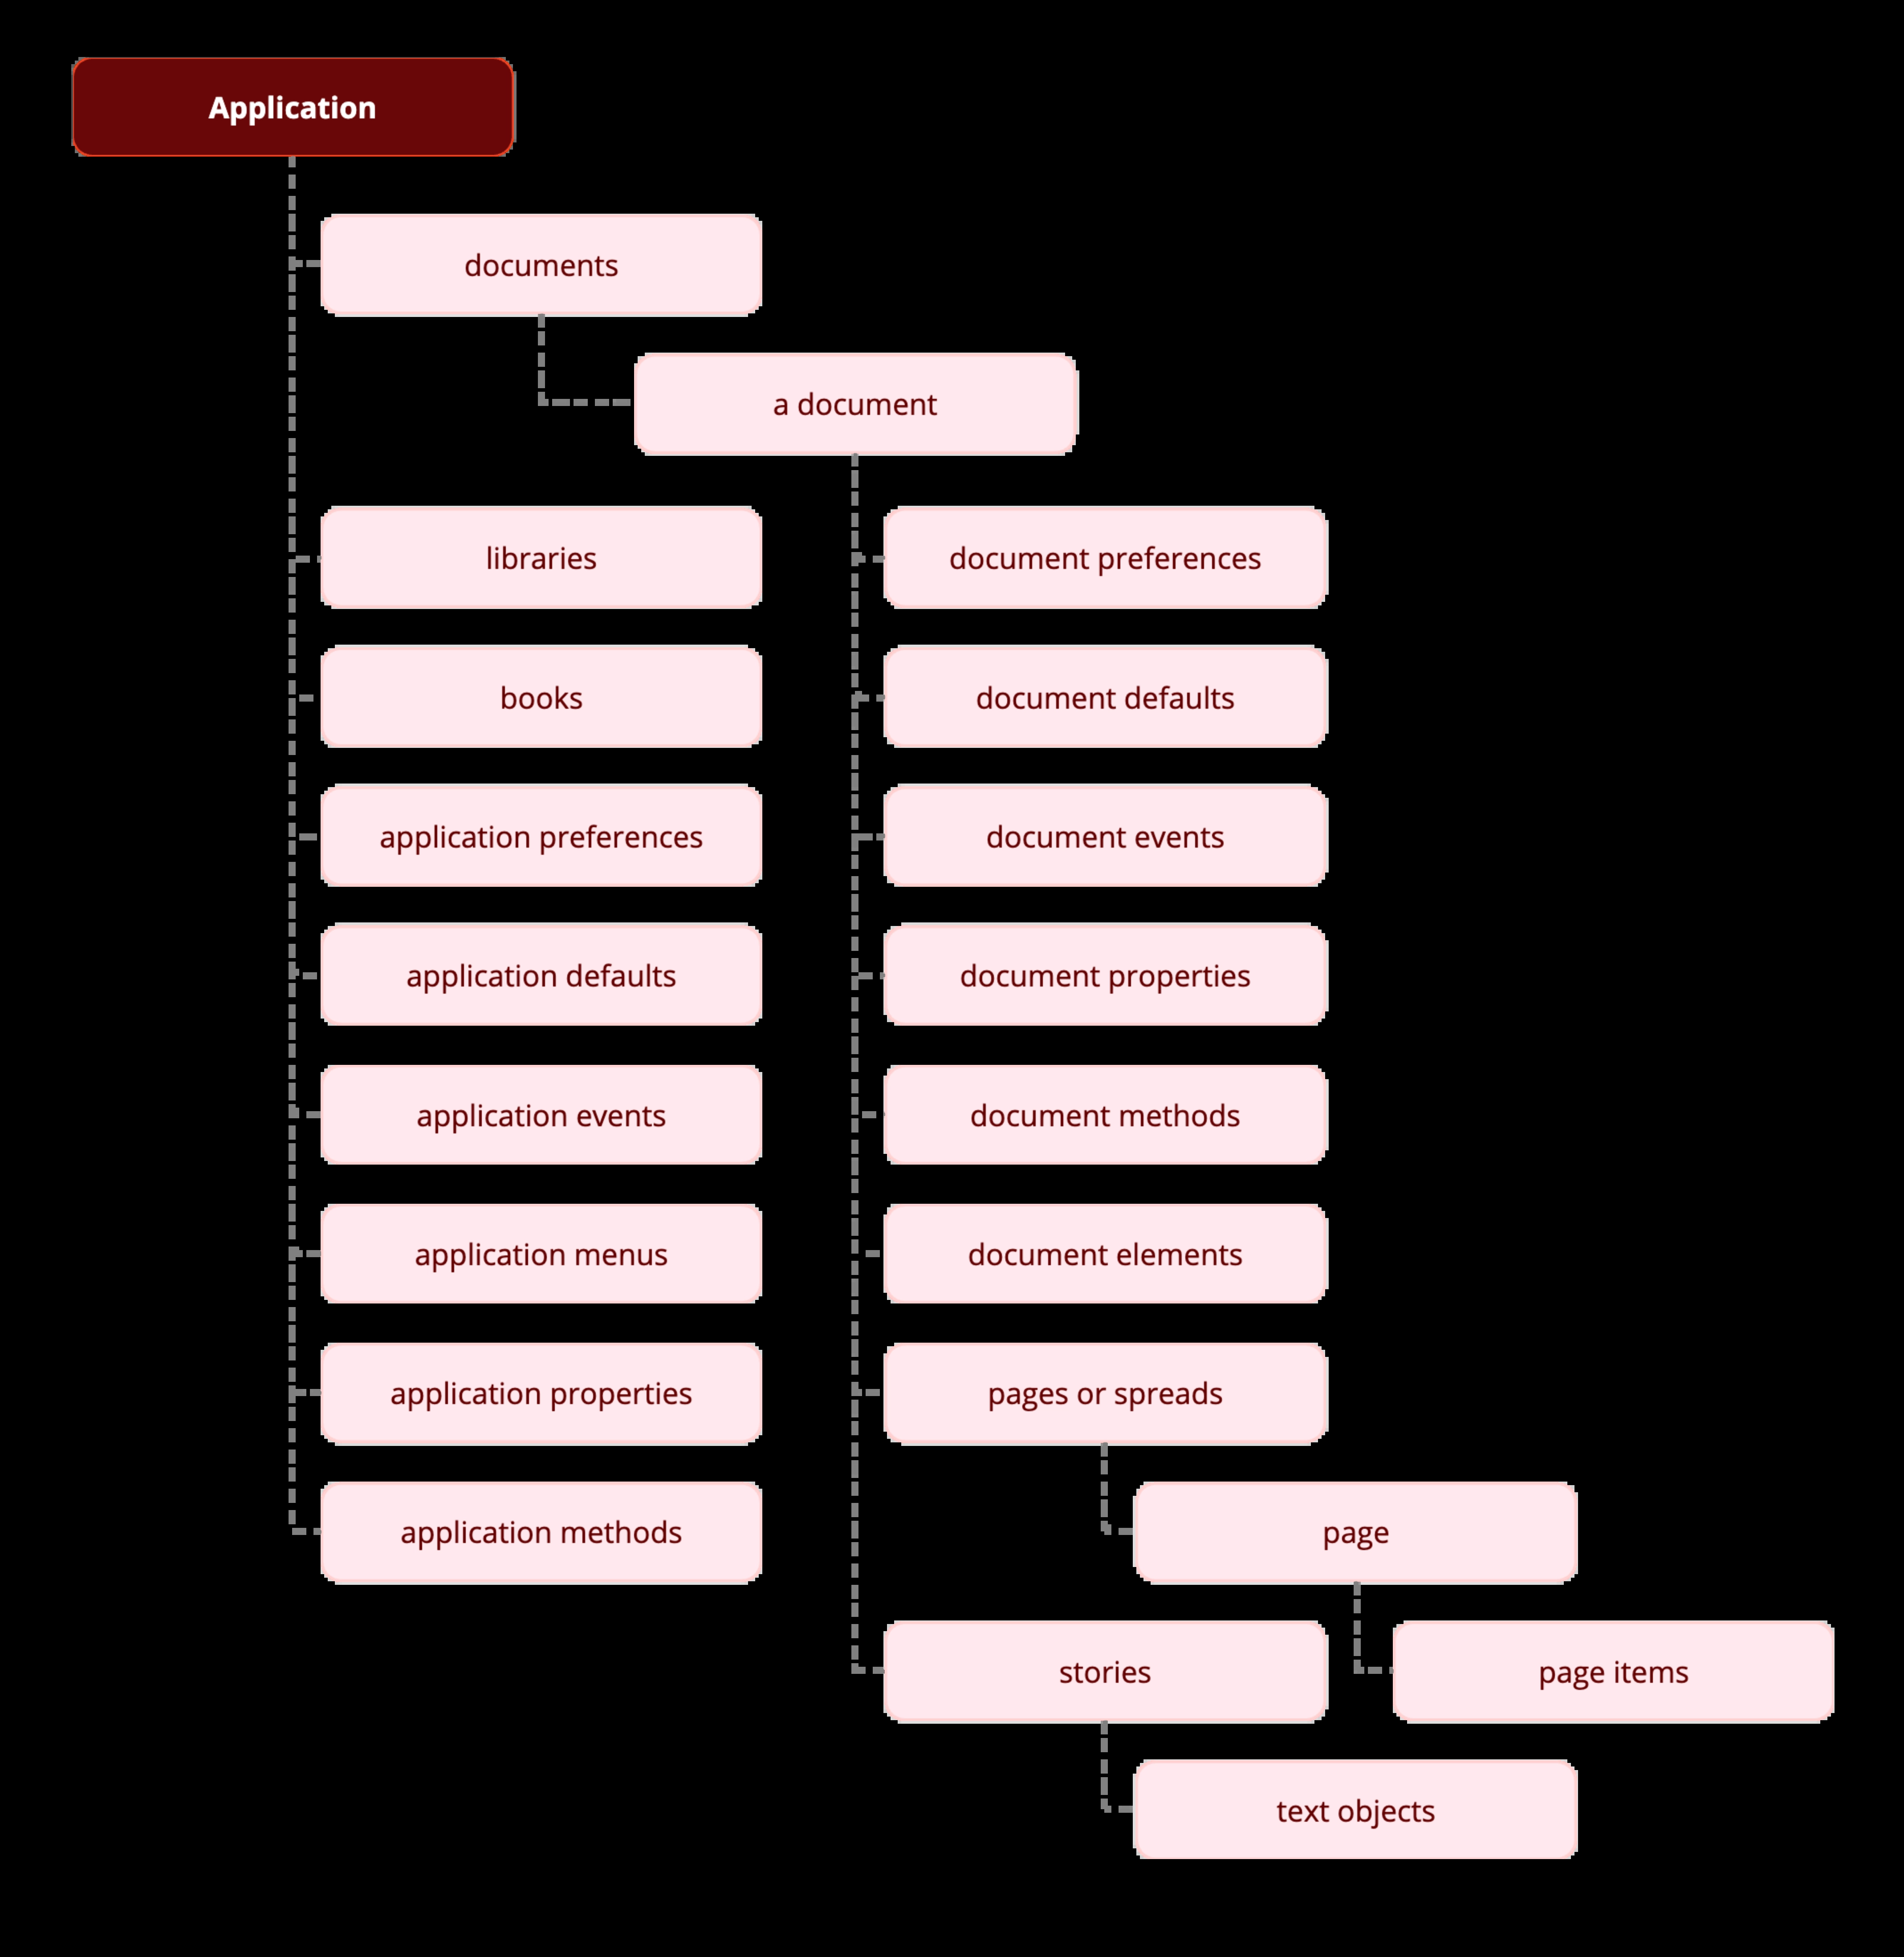 Application
documents
a document
libraries
document preferences
books
document defaults
application preferences
document events
application defaults
document properties
application events
document methods
application menus
document elements
application properties
pages or spreads
application methods
page
stories
page items
text objects